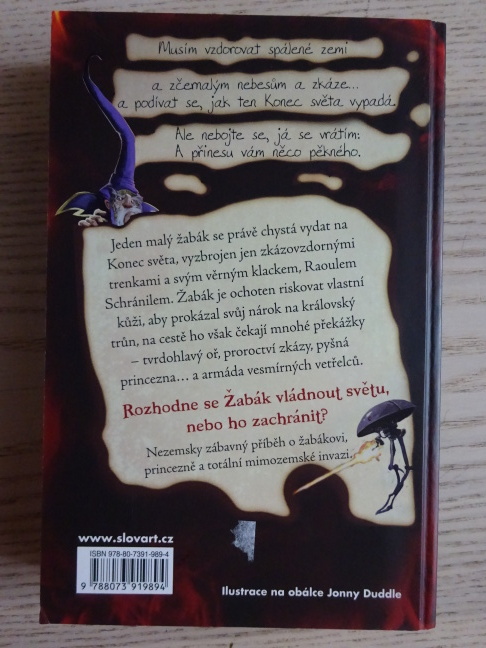 Musím vzdorovat spálené zemi
a zčernalým nebesům a zkáze...
a podívat se, jak ten Konec světa vypadá.
Ale nebojte se, já se vrátím:
A přinesu vám něco pěkného.
Jeden malý žabák se právě chystá vydat na
Konec světa, vyzbrojen jen zkázovzdornými
trenkami a svým věrným klackem, Raoulem
Schránilem. Žabák je ochoten riskovat vlastní
kůži, aby prokázal svůj nárok na královský
trůn, na cestě ho však čekají mnohé překážky
– tvrdohlavý oř, proroctví zkázy, pyšná
princezna... a armáda vesmírných vetřelců.
Rozhodne se Žabák vládnout světu,
nebo ho zachránit?
Nezemsky zábavný příběh o žabákovi,
princezně a totální mimozemské invazi.
www.slovart.cz
ISBN 978-80-7391-989-4
9 788073 919894
Ilustrace na obálce Jonny Duddle